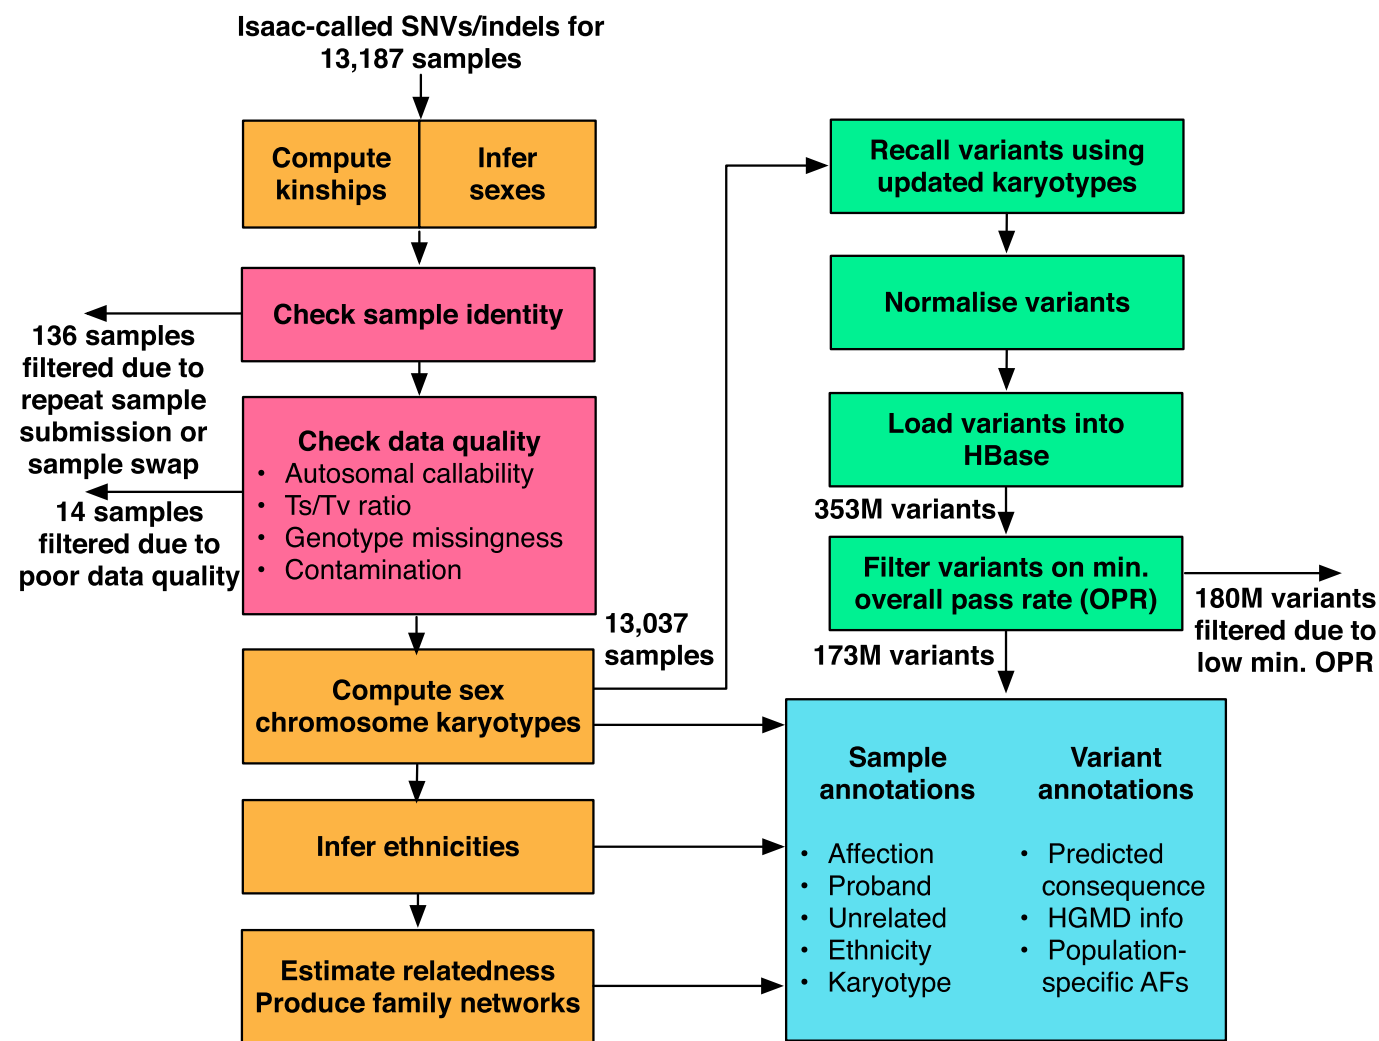 Isaac-called SNVs/indels for
13,187 samples
Compute
kinships
Infer
sexes
Check sample identity
136 samples
filtered due to
repeat sample
submission or
sample swap
Check data quality
• Autosomal callability
• Ts/Tv ratio
• Genotype missingness
• Contamination
14 samples
filtered due to
poor data quality
13,037
samples
Compute sex
chromosome karyotypes
Infer ethnicities
Estimate relatedness
Produce family networks
Recall variants using
updated karyotypes
Normalise variants
Load variants into
HBase
353M variants
Filter variants on min.
overall pass rate (OPR)
180M variants
filtered due to
low min. OPR
173M variants
Sample
annotations
• Affection
• Proband
• Unrelated
• Ethnicity
• Karyotype
Variant
annotations
• Predicted
consequence
• HGMD info
• Population-
specific AFs